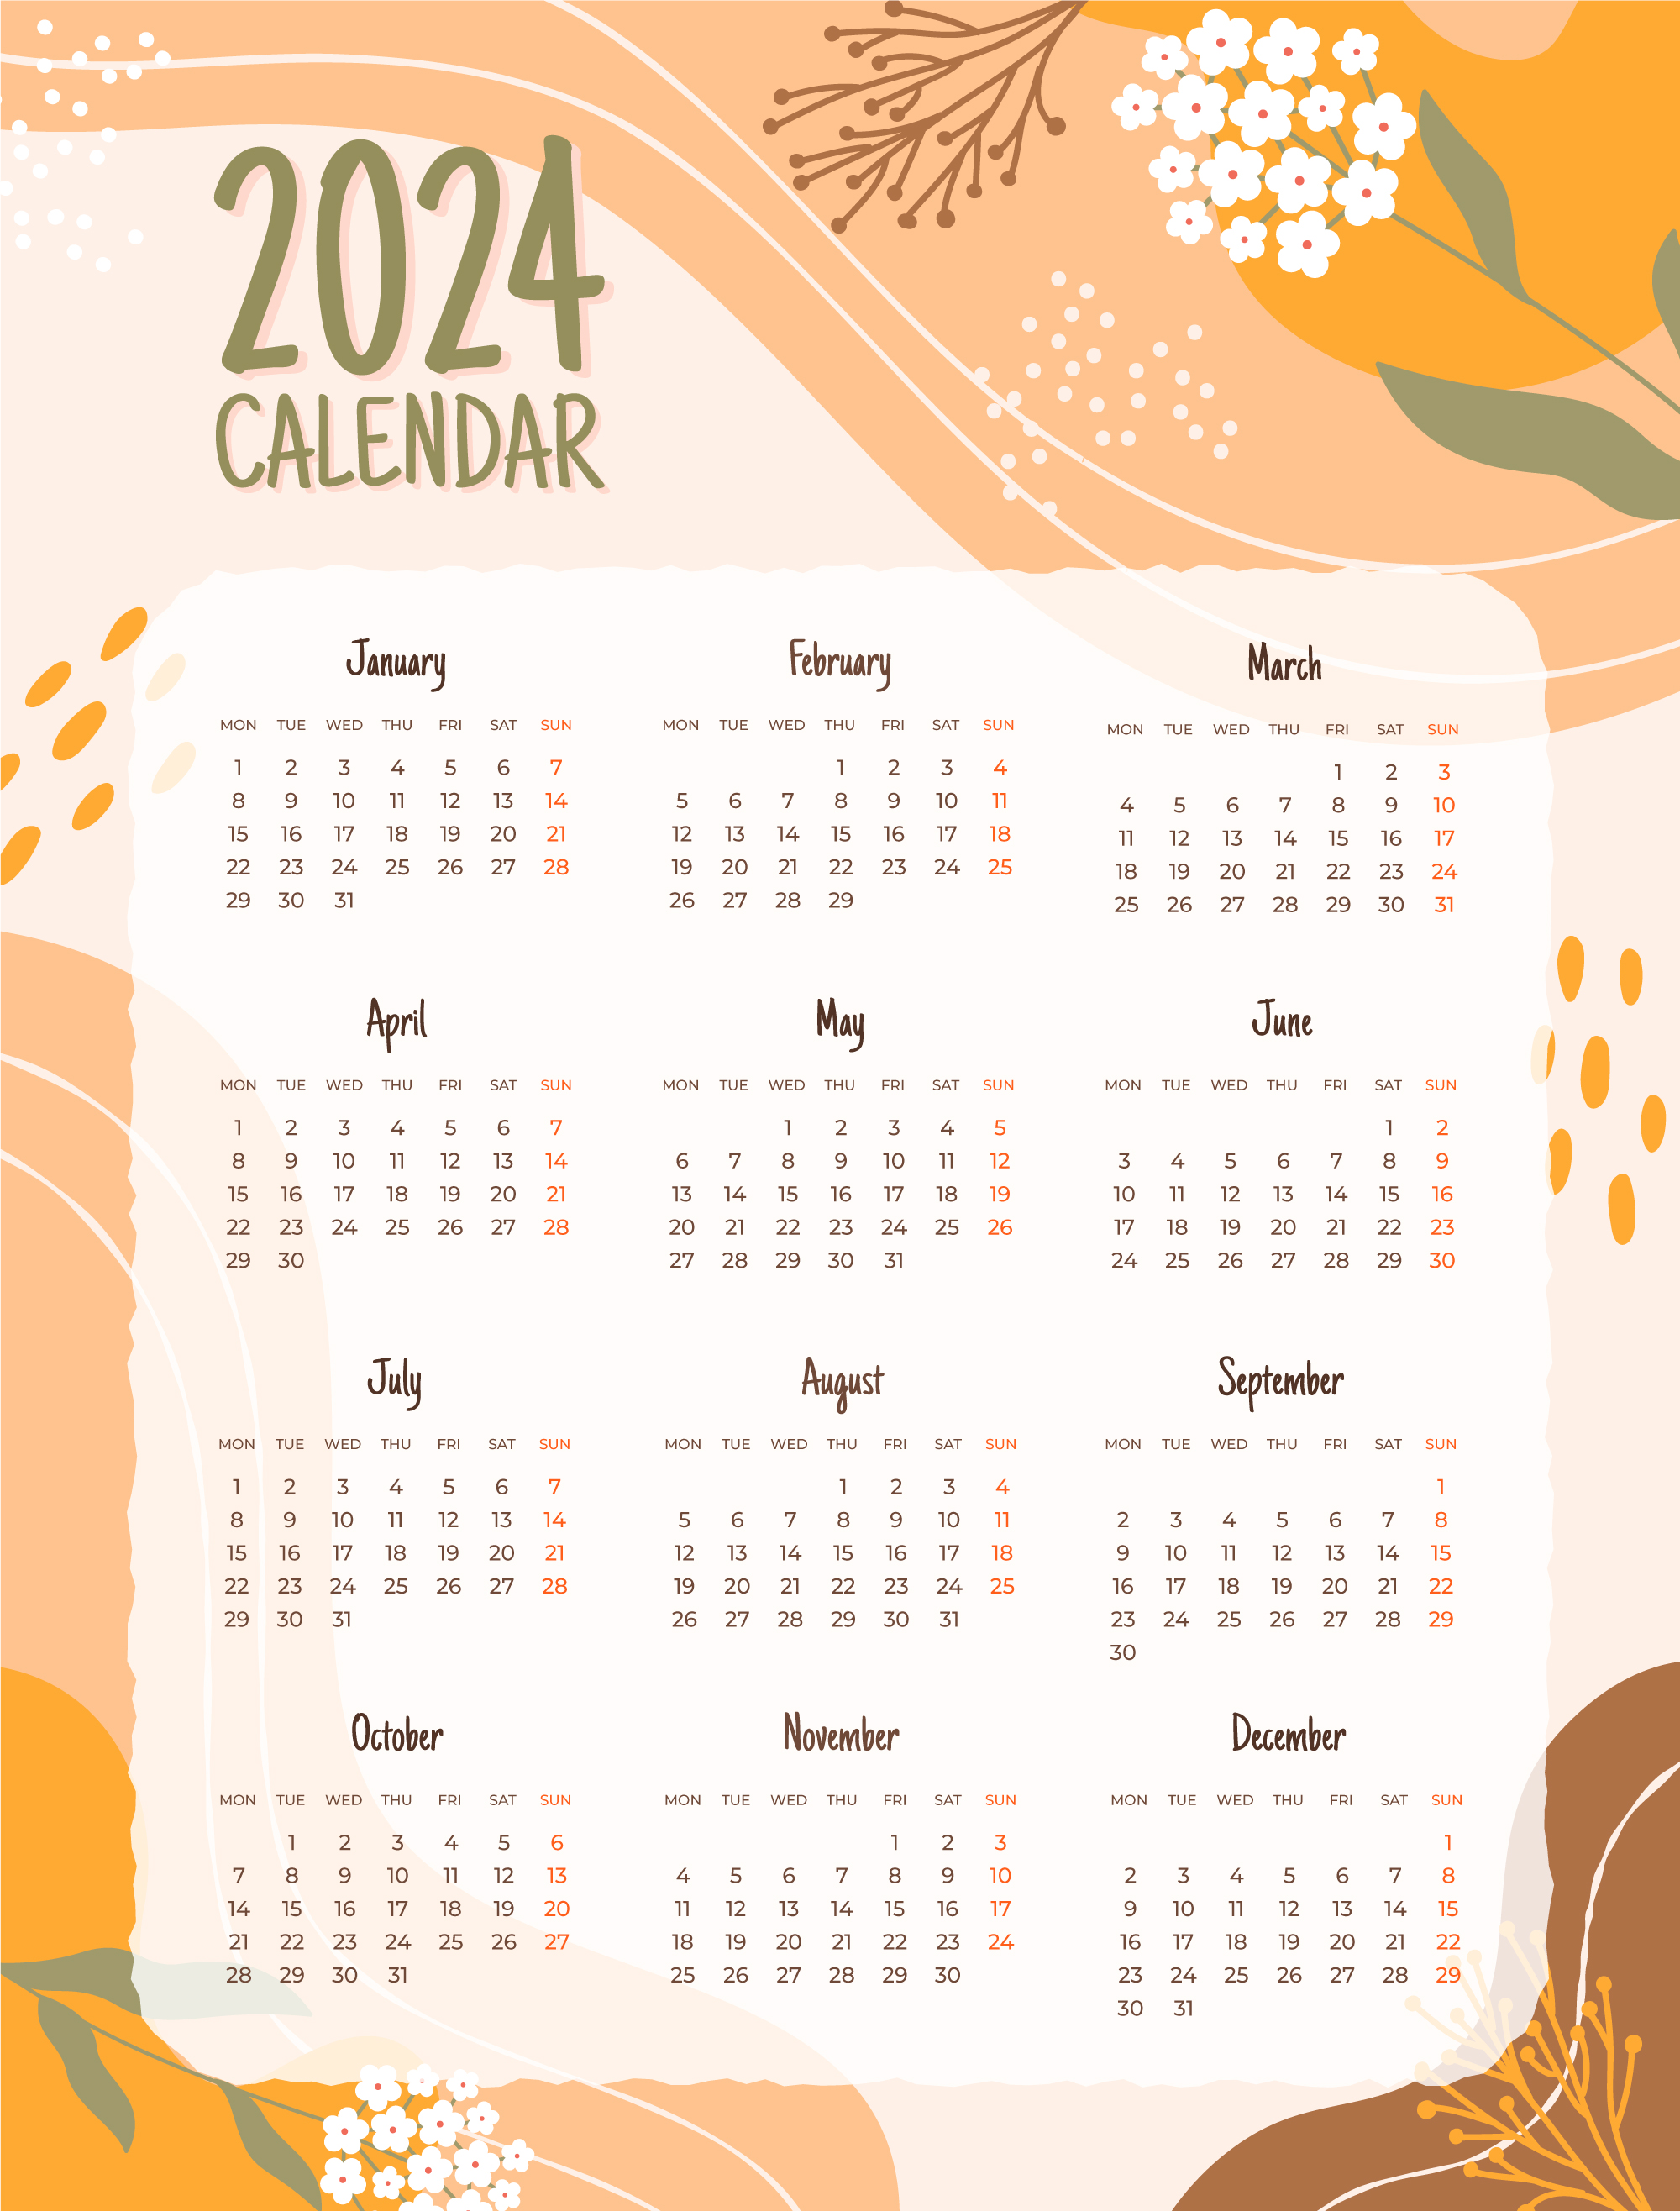 2024
CALENDAR
January
MON TUE WED THU FRI SAT SUN
1 2 3 4 5 6 7
8 9 10 11 12 13 14
15 16 17 18 19 20 21
22 23 24 25 26 27 28
29 30 31
February
MON TUE WED THU FRI SAT SUN
1 2 3 4
5 6 7 8 9 10 11
12 13 14 15 16 17 18
19 20 21 22 23 24 25
26 27 28 29
March
MON TUE WED THU FRI SAT SUN
1 2 3
4 5 6 7 8 9 10
11 12 13 14 15 16 17
18 19 20 21 22 23 24
25 26 27 28 29 30 31
April
MON TUE WED THU FRI SAT SUN
1 2 3 4 5 6 7
8 9 10 11 12 13 14
15 16 17 18 19 20 21
22 23 24 25 26 27 28
29 30
May
MON TUE WED THU FRI SAT SUN
1 2 3 4 5
6 7 8 9 10 11 12
13 14 15 16 17 18 19
20 21 22 23 24 25 26
27 28 29 30 31
June
MON TUE WED THU FRI SAT SUN
1 2
3 4 5 6 7 8 9
10 11 12 13 14 15 16
17 18 19 20 21 22 23
24 25 26 27 28 29 30
July
MON TUE WED THU FRI SAT SUN
1 2 3 4 5 6 7
8 9 10 11 12 13 14
15 16 17 18 19 20 21
22 23 24 25 26 27 28
29 30 31
August
MON TUE WED THU FRI SAT SUN
1 2 3 4
5 6 7 8 9 10 11
12 13 14 15 16 17 18
19 20 21 22 23 24 25
26 27 28 29 30 31
September
MON TUE WED THU FRI SAT SUN
1
2 3 4 5 6 7 8
9 10 11 12 13 14 15
16 17 18 19 20 21 22
23 24 25 26 27 28 29
30
October
MON TUE WED THU FRI SAT SUN
1 2 3 4 5 6
7 8 9 10 11 12 13
14 15 16 17 18 19 20
21 22 23 24 25 26 27
28 29 30 31
November
MON TUE WED THU FRI SAT SUN
1 2 3
4 5 6 7 8 9 10
11 12 13 14 15 16 17
18 19 20 21 22 23 24
25 26 27 28 29 30
December
MON TUE WED THU FRI SAT SUN
1
2 3 4 5 6 7 8
9 10 11 12 13 14 15
16 17 18 19 20 21 22
23 24 25 26 27 28 29
30 31